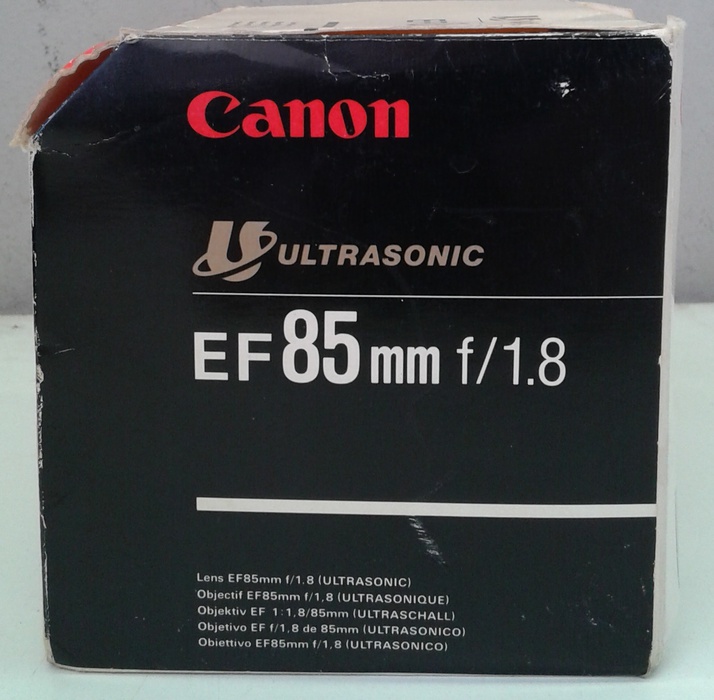 Canon
ULTRASONIC
EF 85mm f/1.8
Lens EF85mm f/1.8 (ULTRASONIC)
Objectif EF85mm f/1,8 (ULTRASONIQUE)
Objektiv EF 1:1,8/85mm (ULTRASCHALL)
Objetivo EF f/1,8 de 85mm (ULTRASONICO)
Obiettivo EF85mm f/1,8 (ULTRASONICO)